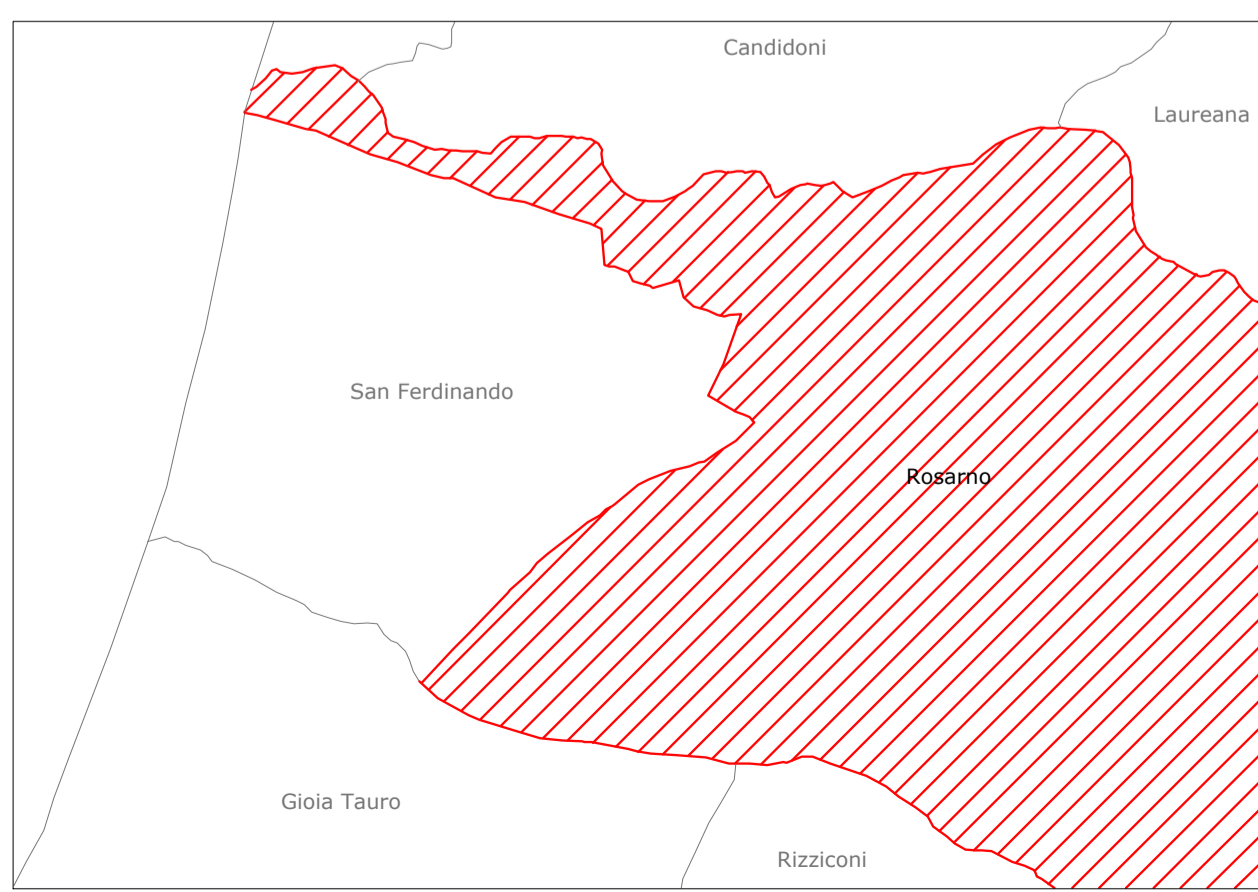 Candidoni
Laureana
San Ferdinando
Rosarno
Gioia Tauro
Rizziconi